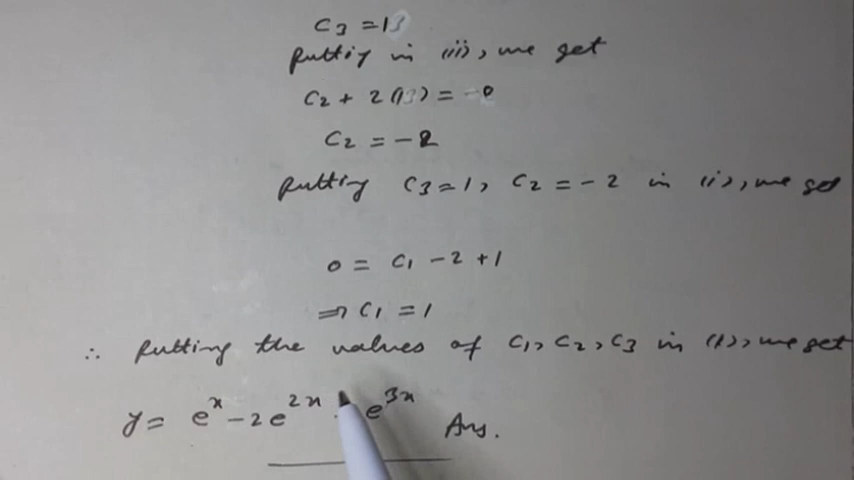 C3 = 1
Putting in (ii), we get
C2 + 2(1) = 0
C2 = -2
Putting C3=1, C2 = -2 in (i), we get
0 = C1 - 2 + 1
⇒ C1 = 1
∴ Putting the values of C1, C2, C3 in (1), we get
y = e^x - 2e^2x e^3x Ans.